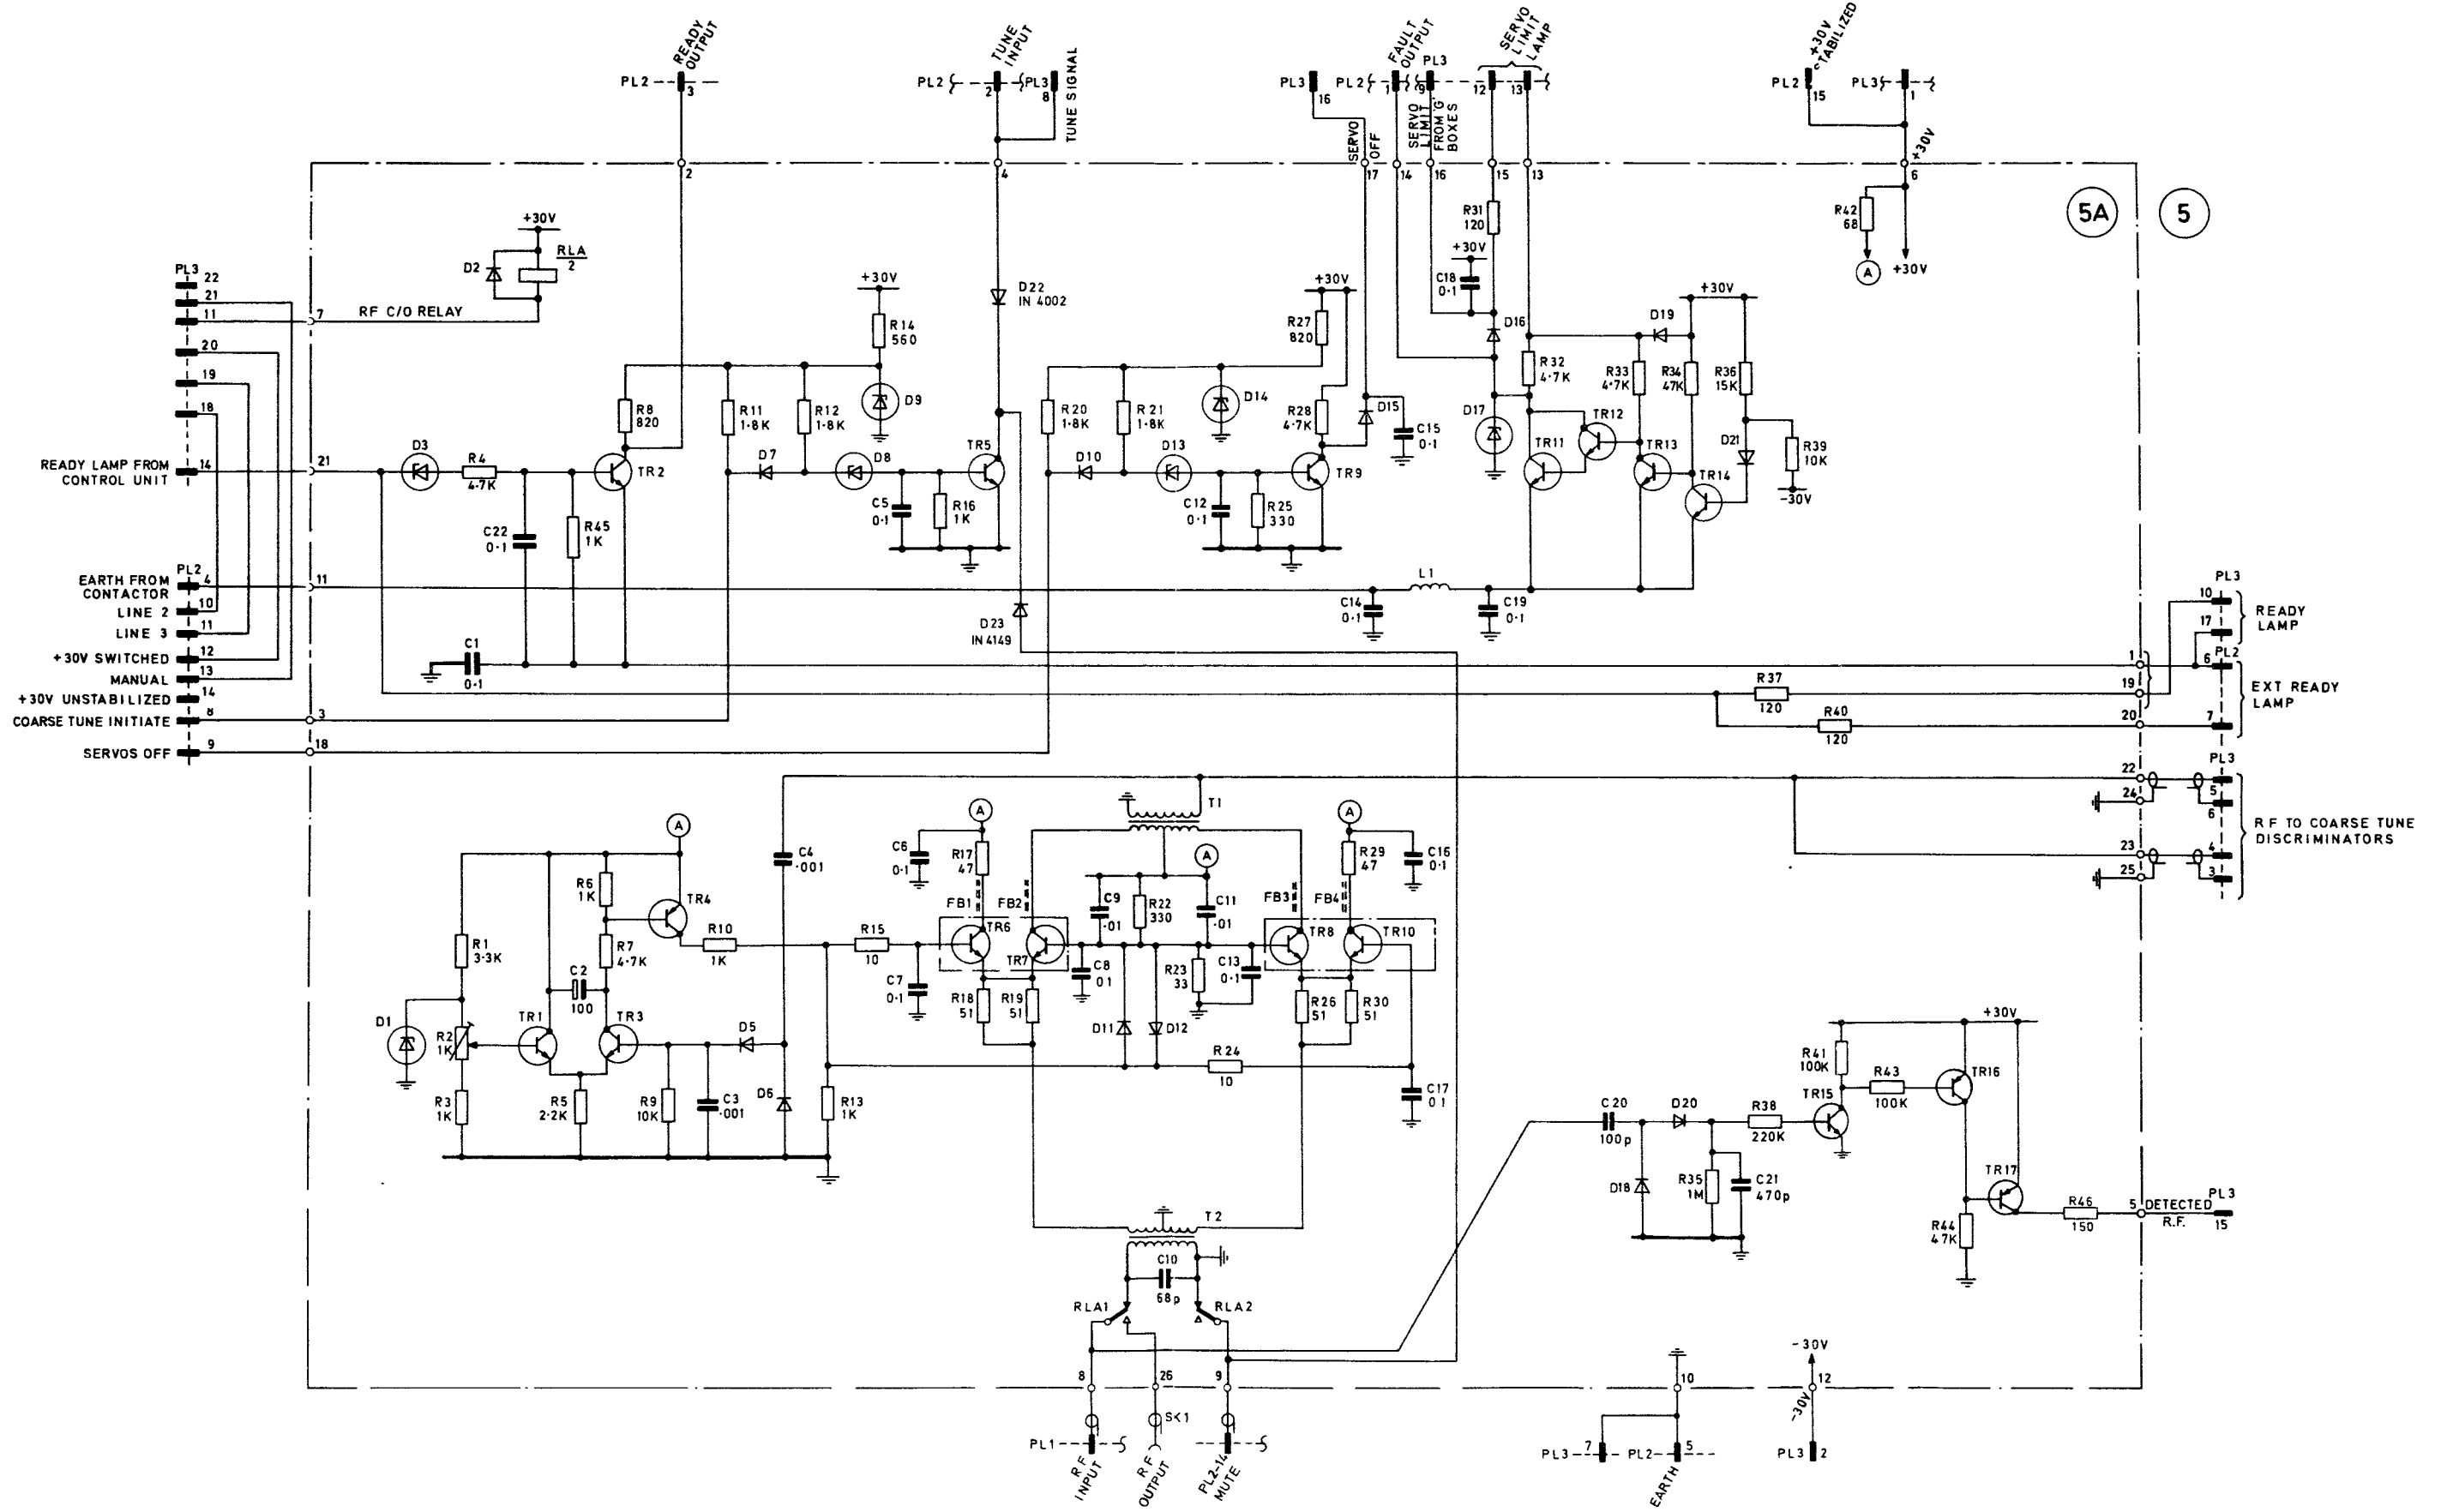 READY
OUTPUT
PL2
3
2
TUNE
INPUT
PL2
2
PL3
8
TUNE SIGNAL
4
PL3
16
SERVO
OFF
17
PL2
FAULT
OUTPUT
1
14
PL3
9
SERVO
LIMIT
FROM 'G'
BOXES
16
SERVO
LIMIT
LAMP
12
13
15
13
+30V
STABILIZED
PL2
15
PL3
1
+30V
6
R42
68
A
+30V
5A
5
+30V
D2
RLA
2
PL3
22
21
11
20
19
18
7
RF C/O RELAY
READY LAMP FROM
CONTROL UNIT
14
21
D3
R4
4·7K
C22
0·1
R45
1K
R8
820
TR2
R11
1·8K
R12
1·8K
+30V
R14
560
D9
D7
D8
C5
0·1
R16
1K
TR5
D22
IN 4002
D23
IN 4149
R20
1·8K
R21
1·8K
D14
D10
D13
C12
0·1
R25
330
+30V
R27
820
R28
4·7K
TR9
D15
C15
0·1
R31
120
+30V
C18
0·1
D16
D17
R32
4·7K
TR11
TR12
D19
+30V
R33
4·7K
R34
47K
R36
15K
TR13
TR14
D21
R39
10K
-30V
PL2
EARTH FROM
CONTACTOR
4
11
LINE 2
10
LINE 3
11
+30V SWITCHED
12
MANUAL
13
+30V UNSTABILIZED
14
COARSE TUNE INITIATE
8
3
SERVOS OFF
9
18
C1
0·1
C14
0·1
L1
C19
0·1
R37
120
R40
120
1
19
20
PL3
10
17
READY
LAMP
PL2
6
7
EXT READY
LAMP
22
24
23
25
PL3
5
6
4
3
RF TO COARSE TUNE
DISCRIMINATORS
A
R1
3·3K
D1
R2
1K
R3
1K
TR1
C2
100
R6
1K
R7
4·7K
TR4
TR3
R5
2·2K
R9
10K
C3
·001
D5
D6
R10
1K
R13
1K
C4
·001
R15
10
C6
0·1
C7
0·1
A
R17
47
FB1
TR6
FB2
TR7
R18
51
R19
51
C8
01
T1
A
C9
·01
R22
330
C11
·01
R23
33
C13
0·1
D11
D12
R24
10
FB3
FB4
TR8
TR10
A
R29
47
C16
0·1
R26
51
R30
51
C17
0·1
T2
C10
68p
RLA1
RLA2
8
26
9
PL1
RF
INPUT
SK1
RF
OUTPUT
PL2-14
MUTE
C20
100p
D18
D20
R35
1M
C21
470p
R38
220K
R41
100K
TR15
R43
100K
+30V
TR16
TR17
R44
47K
R46
150
5
DETECTED
R.F.
PL3
15
10
PL3
7
PL2
5
EARTH
-30V
12
-30V
PL3
2